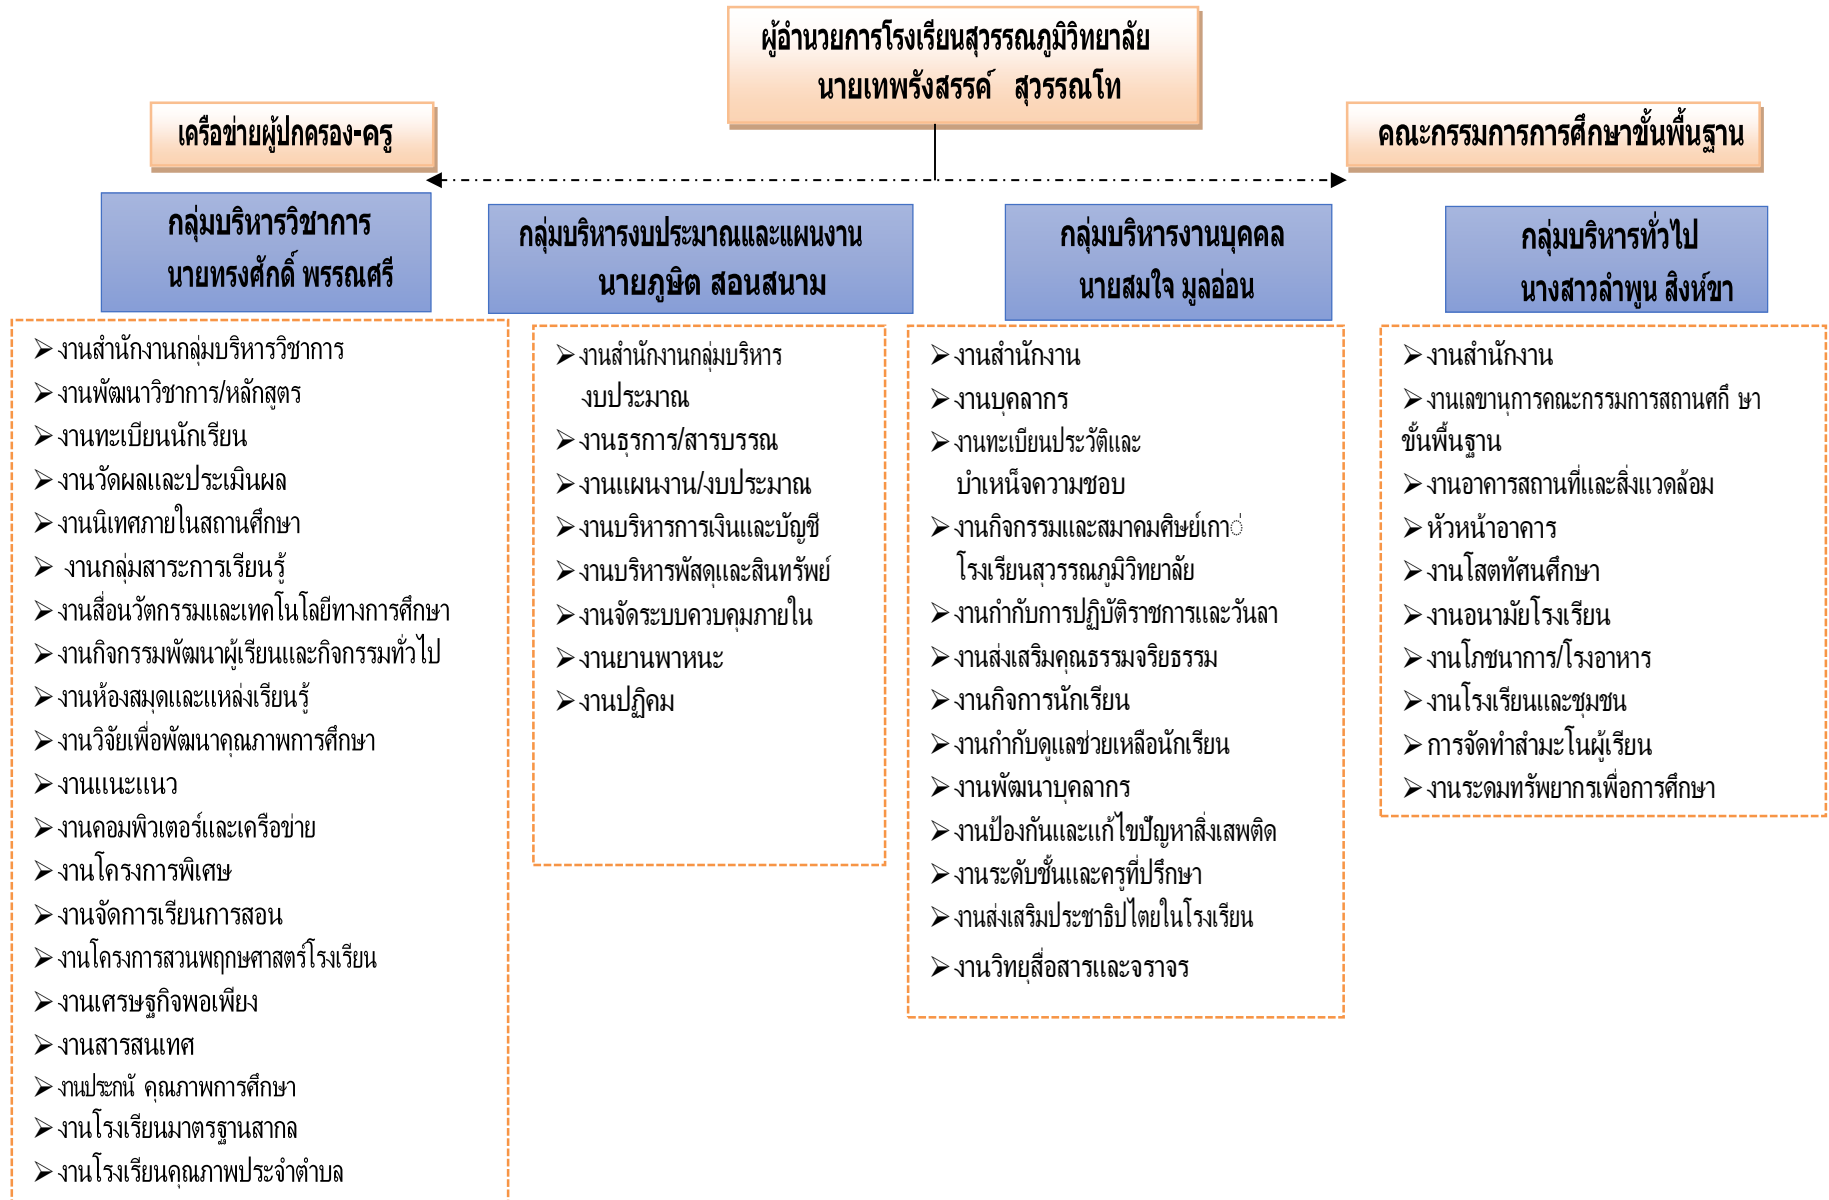 ผู้อำนวยการโรงเรียนสุวรรณภูมิวิทยาลัย
นายเทพรังสรรค์ สุวรรณโท
เครือข่ายผู้ปกครอง-ครู
คณะกรรมการการศึกษาขั้นพื้นฐาน
กลุ่มบริหารวิชาการ
นายทรงศักดิ์ พรรณศรี
➢งานสำนักงานกลุ่มบริหารวิชาการ
➢งานพัฒนาวิชาการ/หลักสูตร
➢งานทะเบียนนักเรียน
➢งานวัดผลและประเมินผล
➢งานนิเทศภายในสถานศึกษา
➢ งานกลุ่มสาระการเรียนรู้
➢งานสื่อนวัตกรรมและเทคโนโลยีทางการศึกษา
➢งานกิจกรรมพัฒนาผู้เรียนและกิจกรรมทั่วไป
➢งานห้องสมุดและแหล่งเรียนรู้
➢งานวิจัยเพื่อพัฒนาคุณภาพการศึกษา
➢งานแนะแนว
➢งานคอมพิวเตอร์และเครือข่าย
➢งานโครงการพิเศษ
➢งานจัดการเรียนการสอน
➢งานโครงการสวนพฤกษศาสตร์โรงเรียน
➢งานเศรษฐกิจพอเพียง
➢งานสารสนเทศ
➢งานประกนั คุณภาพการศึกษา
➢งานโรงเรียนมาตรฐานสากล
➢งานโรงเรียนคุณภาพประจำตำบล
กลุ่มบริหารงบประมาณและแผนงาน
นายภูษิต สอนสนาม
➢งานสำนักงานกลุ่มบริหาร
งบประมาณ
➢งานธุรการ/สารบรรณ
➢งานแผนงาน/งบประมาณ
➢งานบริหารการเงินและบัญชี
➢งานบริหารพัสดุและสินทรัพย์
➢งานจัดระบบควบคุมภายใน
➢งานยานพาหนะ
➢งานปฏิคม
กลุ่มบริหารงานบุคคล
นายสมใจ มูลอ่อน
➢งานสำนักงาน
➢งานบุคลากร
➢งานทะเบียนประวัติและ
บำเหน็จความชอบ
➢งานกิจกรรมและสมาคมศิษย์เกา่
โรงเรียนสุวรรณภูมิวิทยาลัย
➢งานกำกับการปฏิบัติราชการและวันลา
➢งานส่งเสริมคุณธรรมจริยธรรม
➢งานกิจการนักเรียน
➢งานกำกับดูแลช่วยเหลือนักเรียน
➢งานพัฒนาบุคลากร
➢งานป้องกันและแก้ไขปัญหาสิ่งเสพติด
➢งานระดับชั้นและครูที่ปรึกษา
➢งานส่งเสริมประชาธิปไตยในโรงเรียน
➢งานวิทยุสื่อสารและจราจร
กลุ่มบริหารทั่วไป
นางสาวลำพูน สิงห์ขา
➢งานสำนักงาน
➢งานเลขานุการคณะกรรมการสถานศกึ ษา
ขั้นพื้นฐาน
➢งานอาคารสถานที่และสิ่งแวดล้อม
➢หัวหน้าอาคาร
➢งานโสตทัศนศึกษา
➢งานอนามัยโรงเรียน
➢งานโภชนาการ/โรงอาหาร
➢งานโรงเรียนและชุมชน
➢การจัดทำสำมะโนผู้เรียน
➢งานระดมทรัพยากรเพื่อการศึกษา